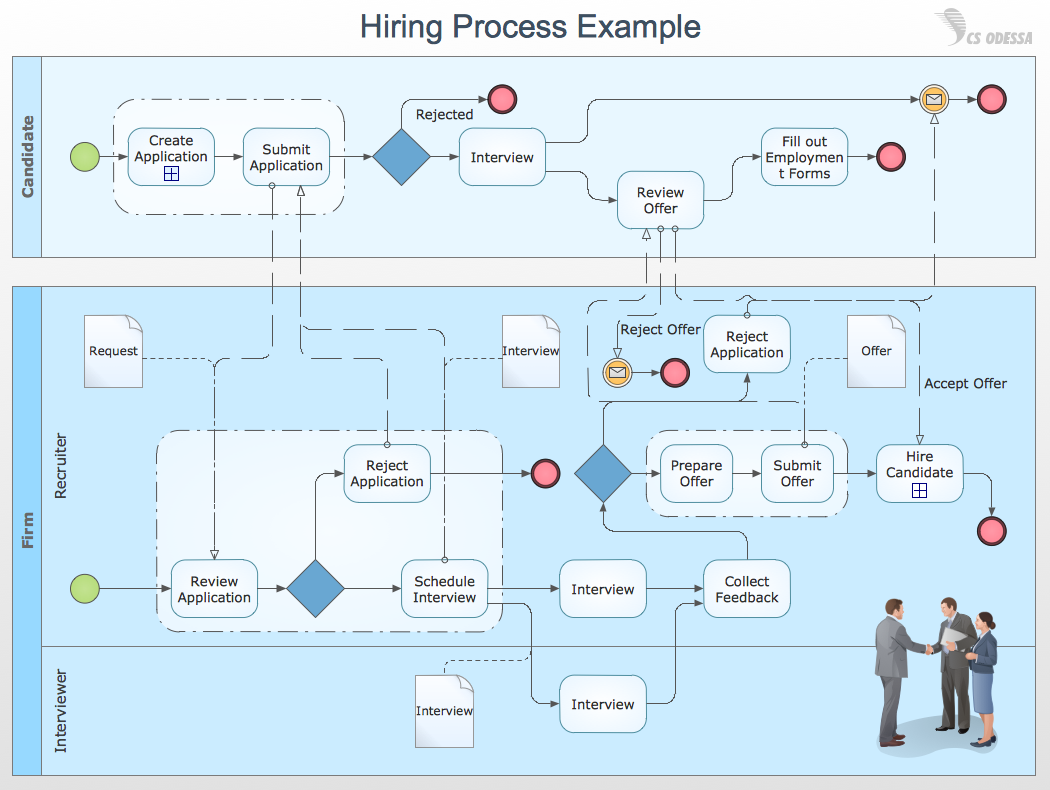 Hiring Process Example
CS ODESSA
Candidate
Create
Application
Submit
Application
Rejected
Interview
Review
Offer
Fill out
Employmen
t Forms
Firm
Recruiter
Request
Interview
Reject Offer
Reject
Application
Offer
Accept Offer
Reject
Application
Prepare
Offer
Submit
Offer
Hire
Candidate
Review
Application
Schedule
Interview
Interview
Collect
Feedback
Interviewer
Interview
Interview